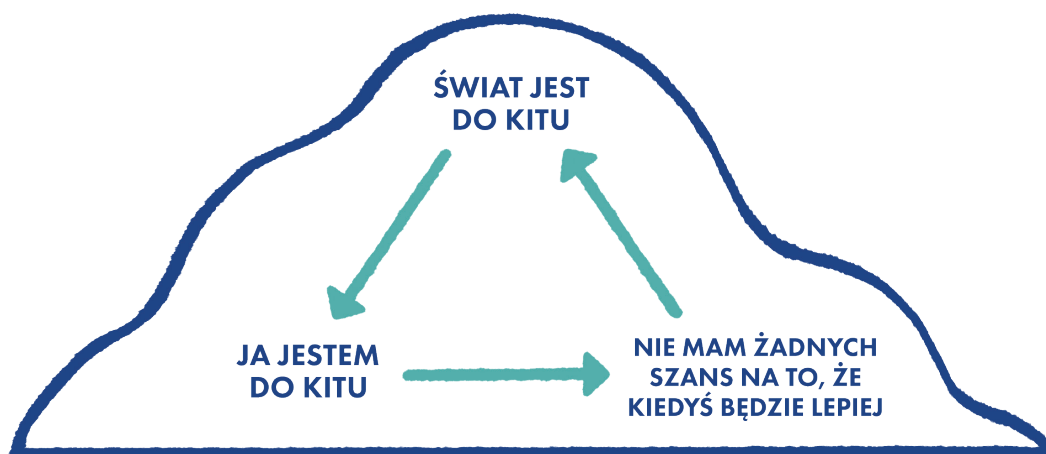 ŚWIAT JEST
DO KITU
JA JESTEM
DO KITU
NIE MAM ŻADNYCH
SZANS NA TO, ŻE
KIEDYŚ BĘDZIE LEPIEJ